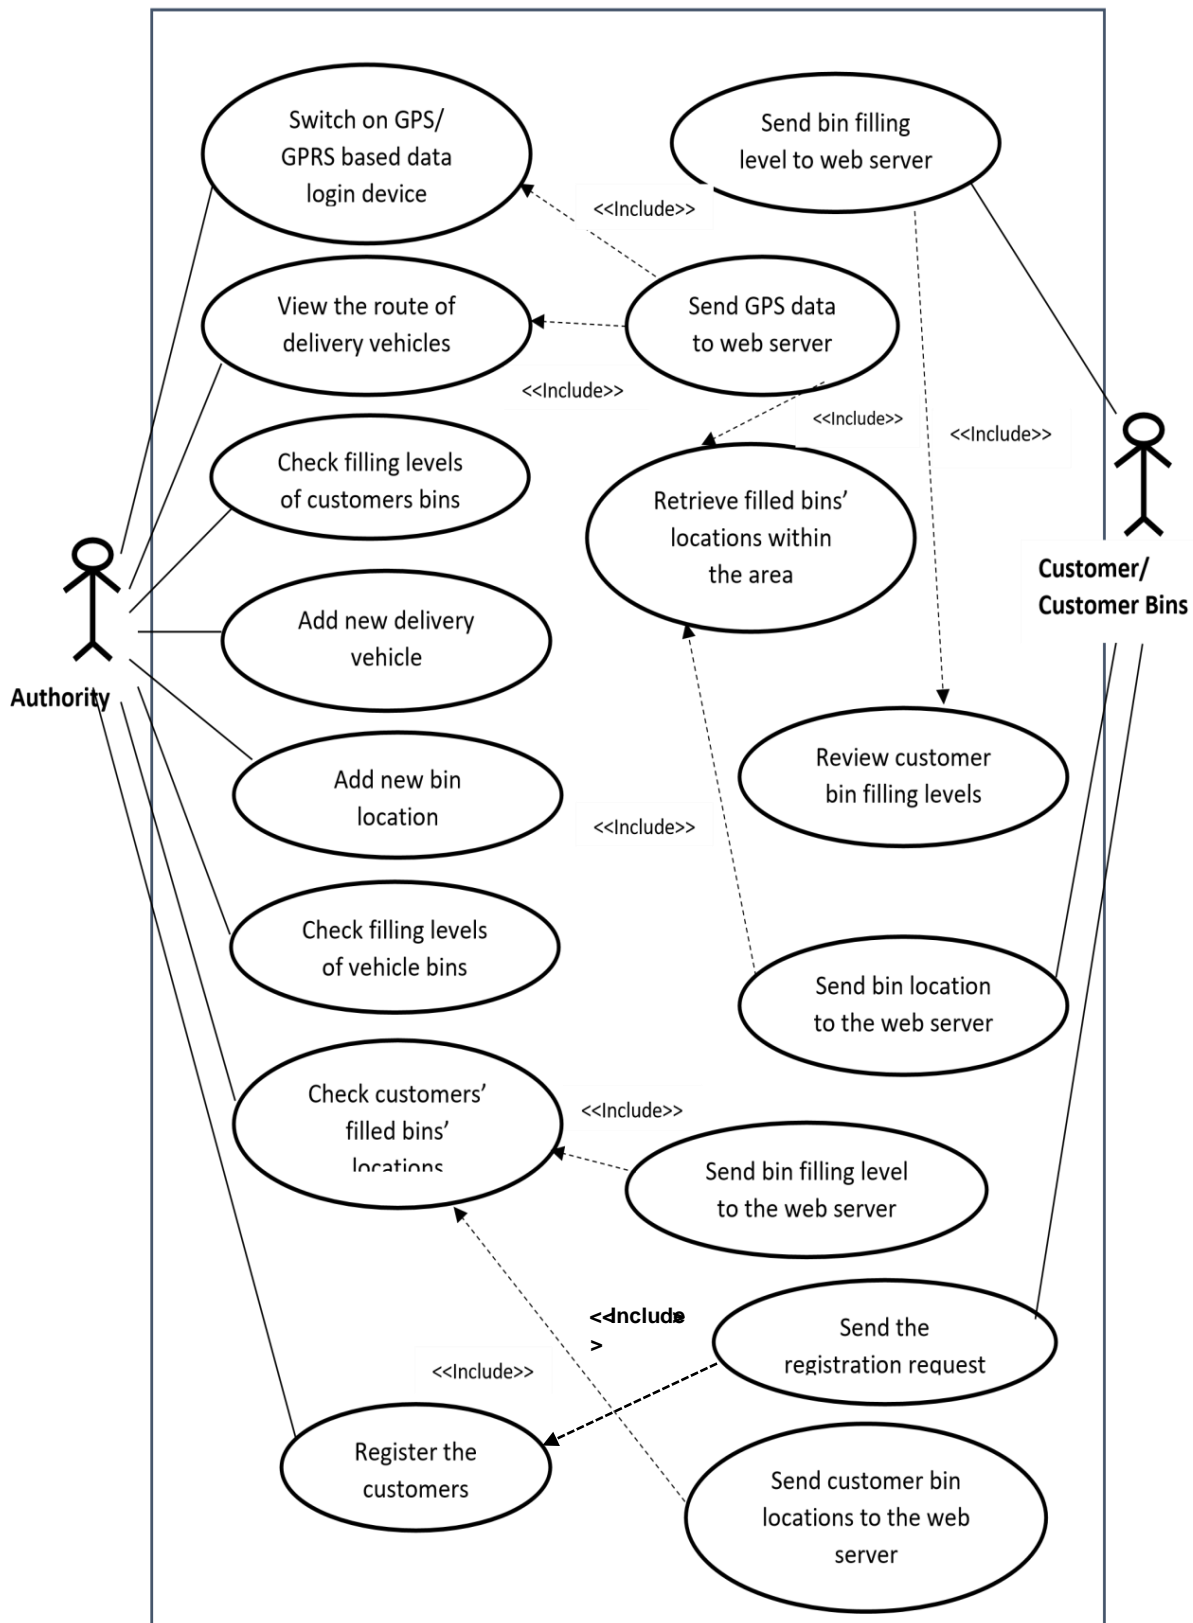 Switch on GPS/
GPRS based data
login device
Send bin filling
level to web server
<<Include>>
View the route of
delivery vehicles
Send GPS data
to web server
<<Include>>
<<Include>>
<<Include>>
Check filling levels
of customers bins
Retrieve filled bins’
locations within
the area
Customer/
Customer Bins
Authority
Add new delivery
vehicle
Add new bin
location
Review customer
bin filling levels
<<Include>>
Check filling levels
of vehicle bins
Send bin location
to the web server
Check customers’
filled bins’
locations
<<Include>>
Send bin filling level
to the web server
<<Include>
>
Send the
registration request
<<Include>>
Register the
customers
Send customer bin
locations to the web
server